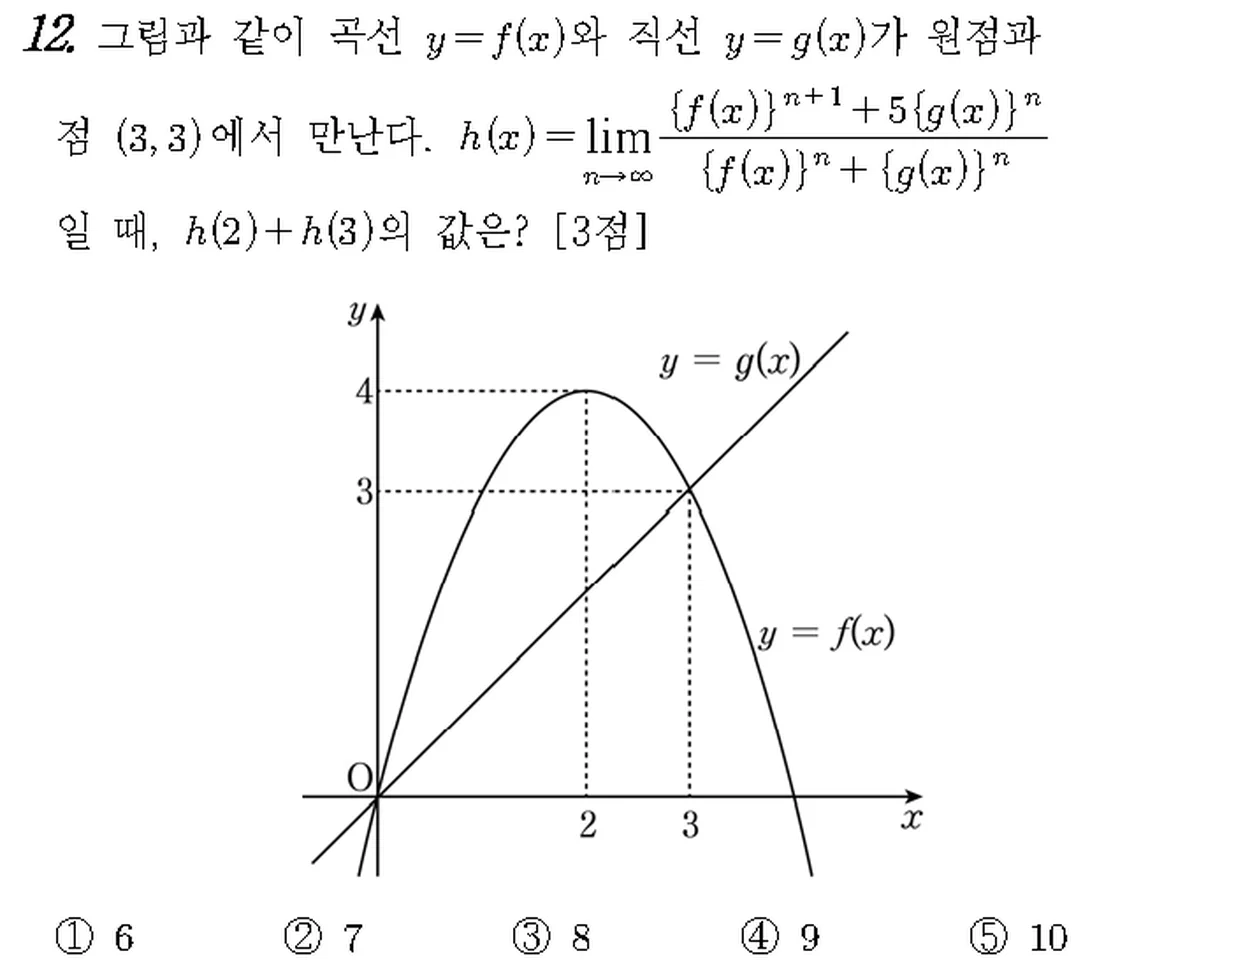 12. 그림과 같이 곡선 y=f(x)와 직선 y=g(x)가 원점과
점 (3, 3)에서 만난다. h(x)=lim_{n→∞} \frac{{f(x)}^{n+1}+5{g(x)}^n}{{f(x)}^n+{g(x)}^n}
일 때, h(2)+h(3)의 값은? [3점]
y
y = g(x)
4
3
y = f(x)
O
2 3 x
① 6 ② 7 ③ 8 ④ 9 ⑤ 10